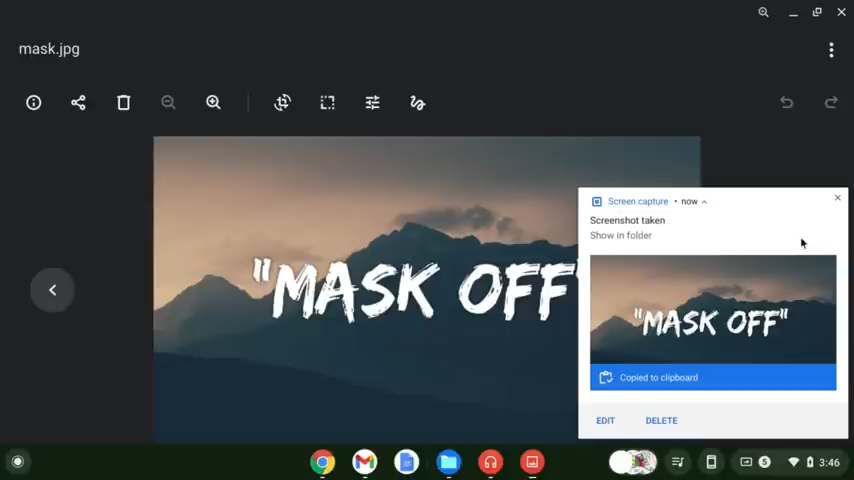 mask.jpg
"MASK OFF"
Screen capture • now
Screenshot taken
Show in folder
"MASK OFF"
Copied to clipboard
EDIT DELETE
5 3:46